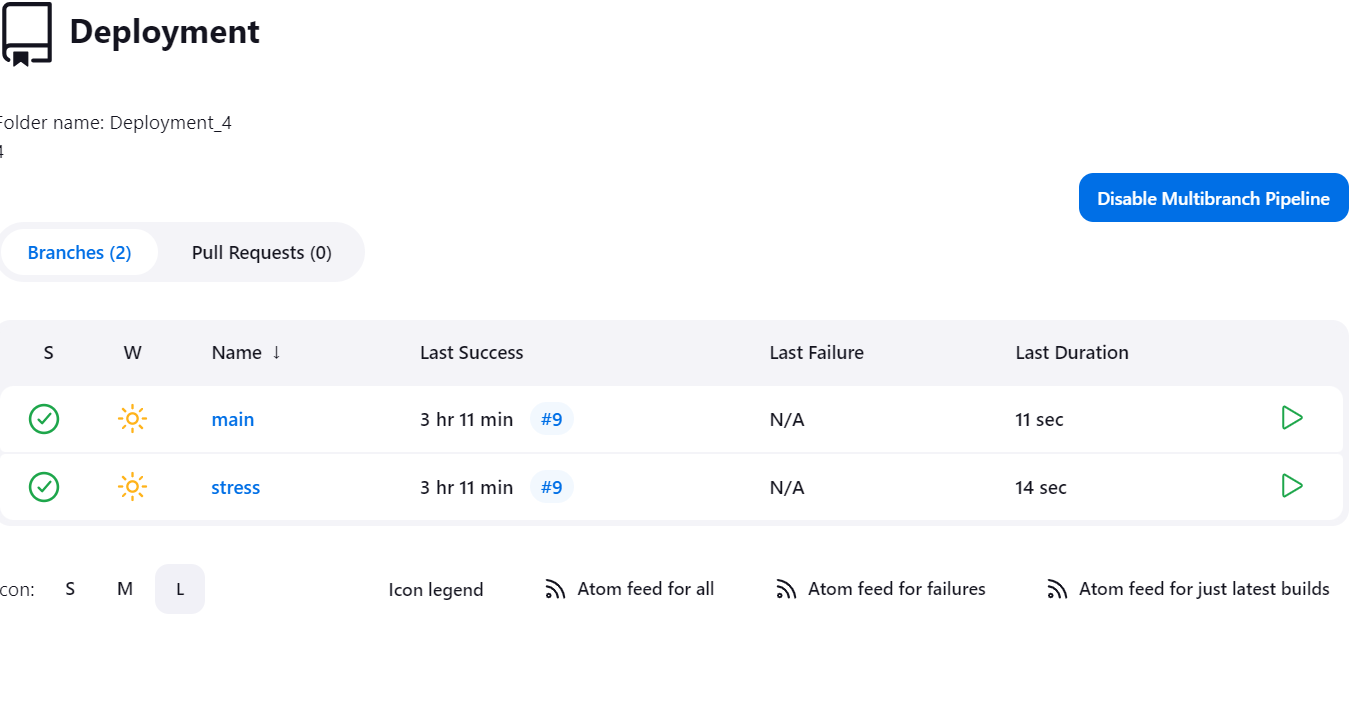 Deployment
Folder name: Deployment_4
4
Disable Multibranch Pipeline
Branches (2) Pull Requests (0)
S W Name ↓ Last Success Last Failure Last Duration
main 3 hr 11 min #9 N/A 11 sec
stress 3 hr 11 min #9 N/A 14 sec
con: S M L Icon legend Atom feed for all Atom feed for failures Atom feed for just latest builds